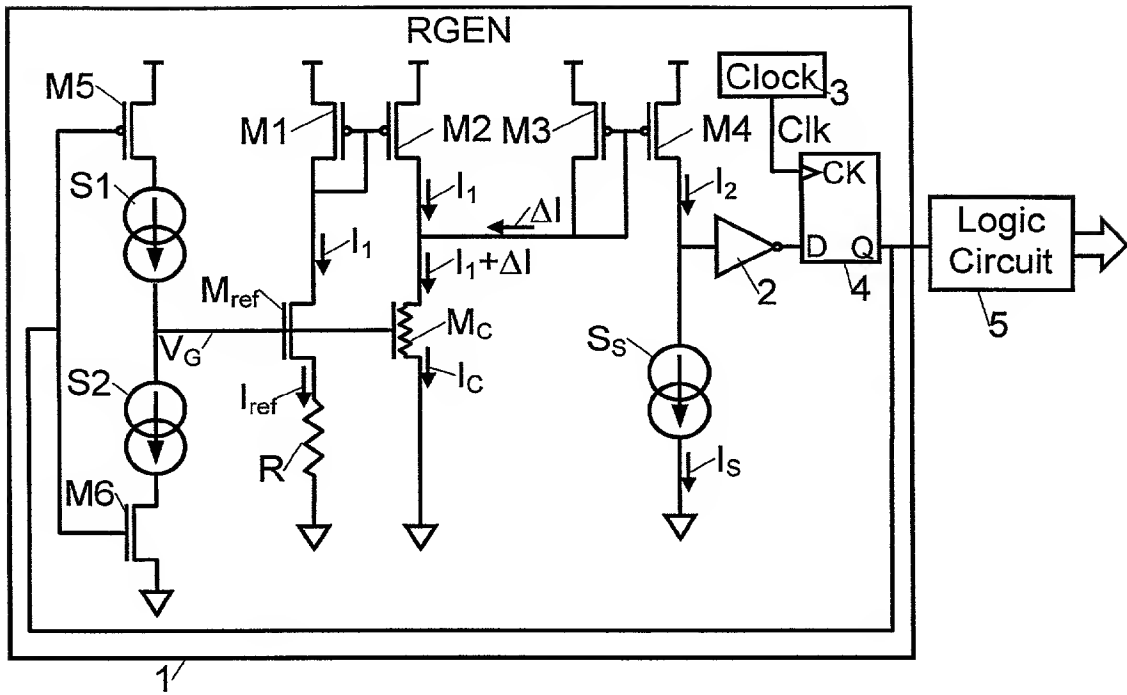 RGEN
M5
M1
M2
M3
M4
Clock
3
Clk
CK
S1
I1
ΔI
I2
D
Q
Logic
Circuit
I1
I1+ΔI
2
4
5
Mref
MC
VG
SS
S2
Iref
IC
R
IS
M6
1